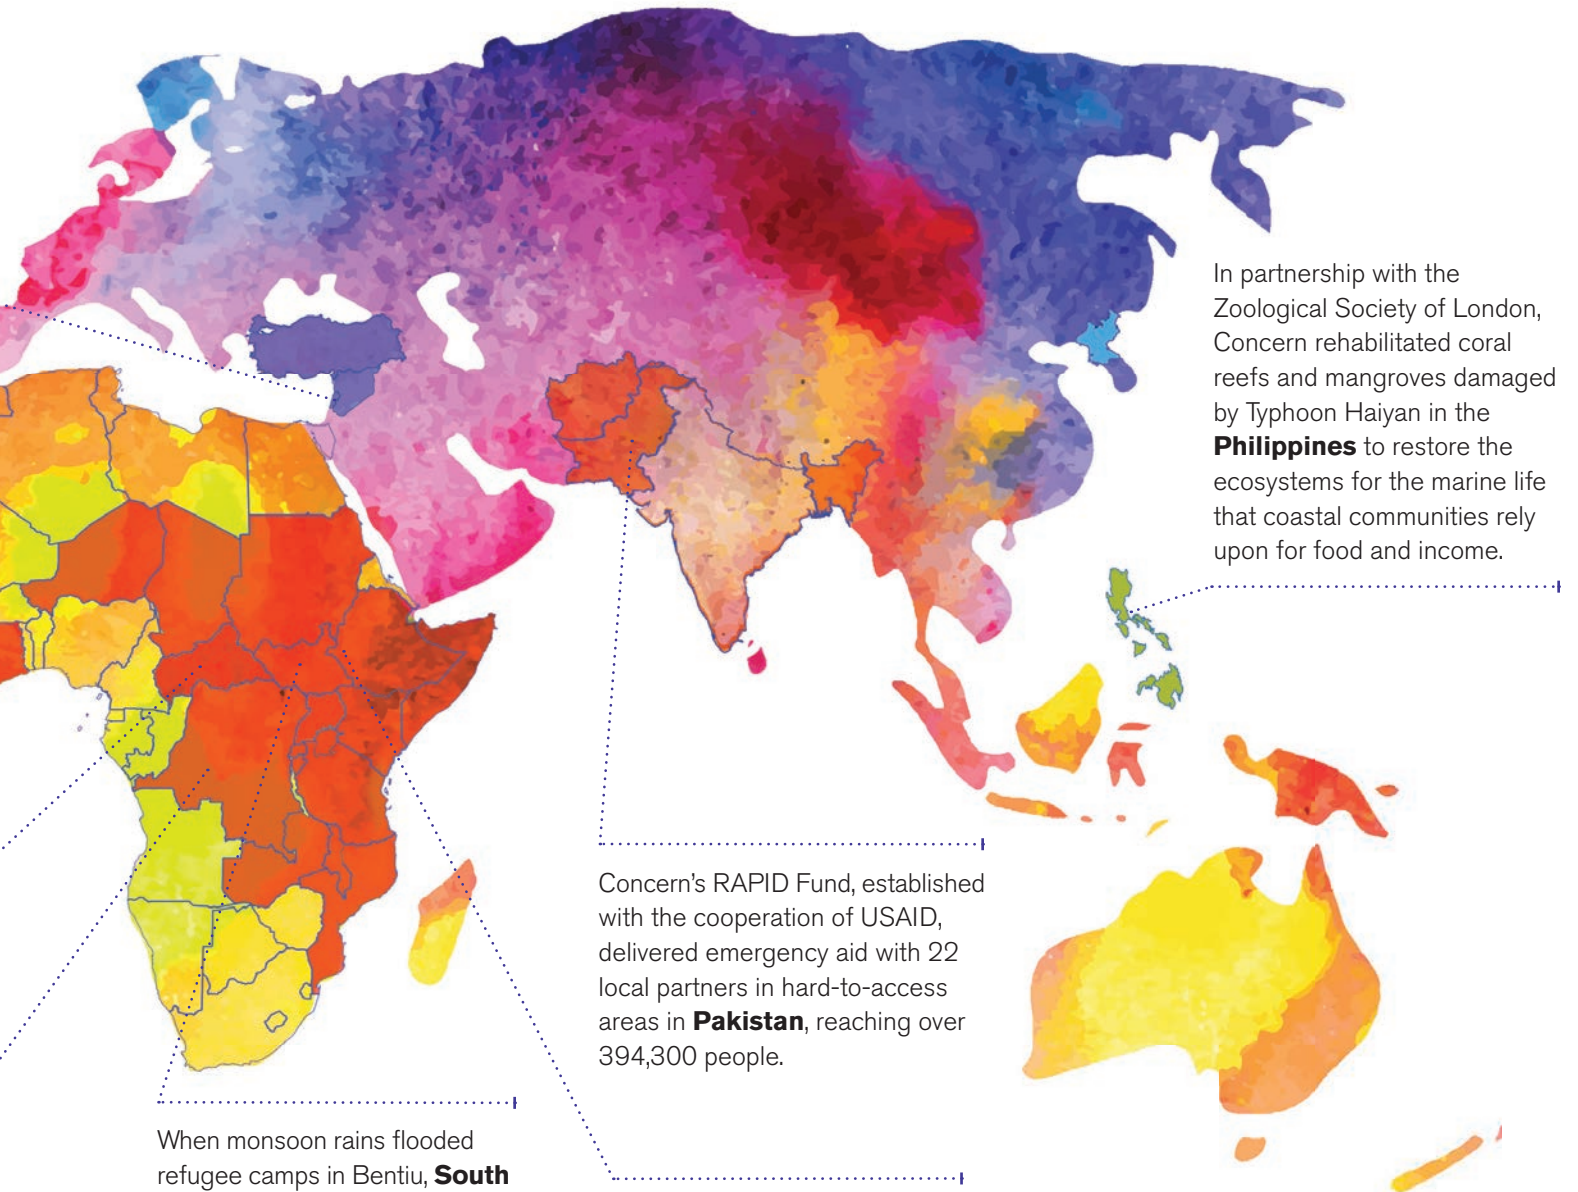 In partnership with the
Zoological Society of London,
Concern rehabilitated coral
reefs and mangroves damaged
by Typhoon Haiyan in the
Philippines to restore the
ecosystems for the marine life
that coastal communities rely
upon for food and income.
Concern’s RAPID Fund, established
with the cooperation of USAID,
delivered emergency aid with 22
local partners in hard-to-access
areas in Pakistan, reaching over
394,300 people.
When monsoon rains flooded
refugee camps in Bentiu, South